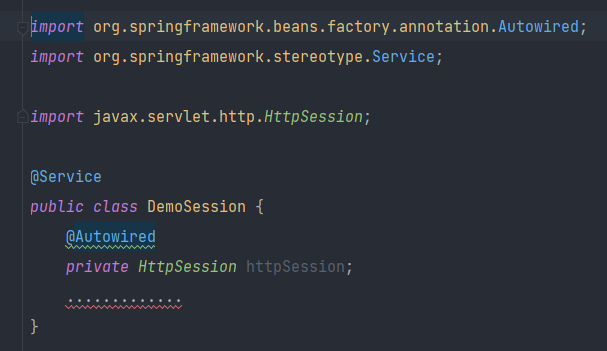 import org.springframework.beans.factory.annotation.Autowired;
import org.springframework.stereotype.Service;
import javax.servlet.http.HttpSession;
@Service
public class DemoSession {
@Autowired
private HttpSession httpSession;
.............
}